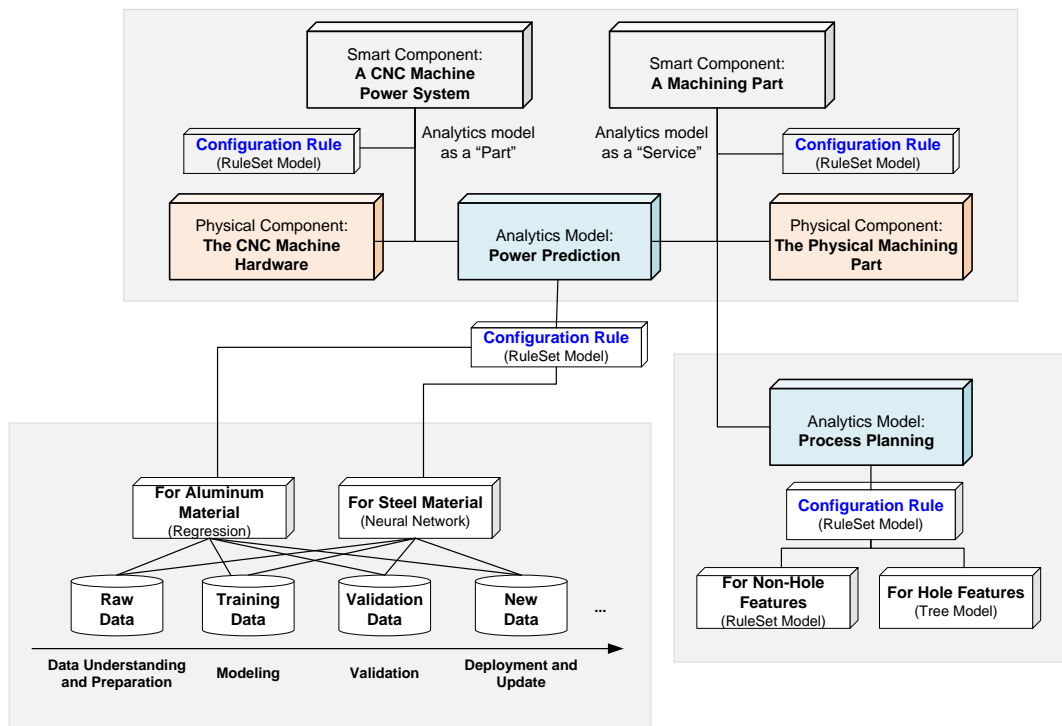 Smart Component:
A CNC Machine
Power System
Smart Component:
A Machining Part
Configuration Rule
(RuleSet Model)
Analytics model
as a “Part”
Analytics model
as a “Service”
Configuration Rule
(RuleSet Model)
Physical Component:
The CNC Machine
Hardware
Analytics Model:
Power Prediction
Physical Component:
The Physical Machining
Part
Configuration Rule
(RuleSet Model)
Analytics Model:
Process Planning
For Aluminum
Material
(Regression)
For Steel Material
(Neural Network)
Configuration Rule
(RuleSet Model)
Raw
Data
Training
Data
Validation
Data
New
Data
...
For Non-Hole
Features
(RuleSet Model)
For Hole Features
(Tree Model)
Data Understanding
and Preparation
Modeling
Validation
Deployment and
Update